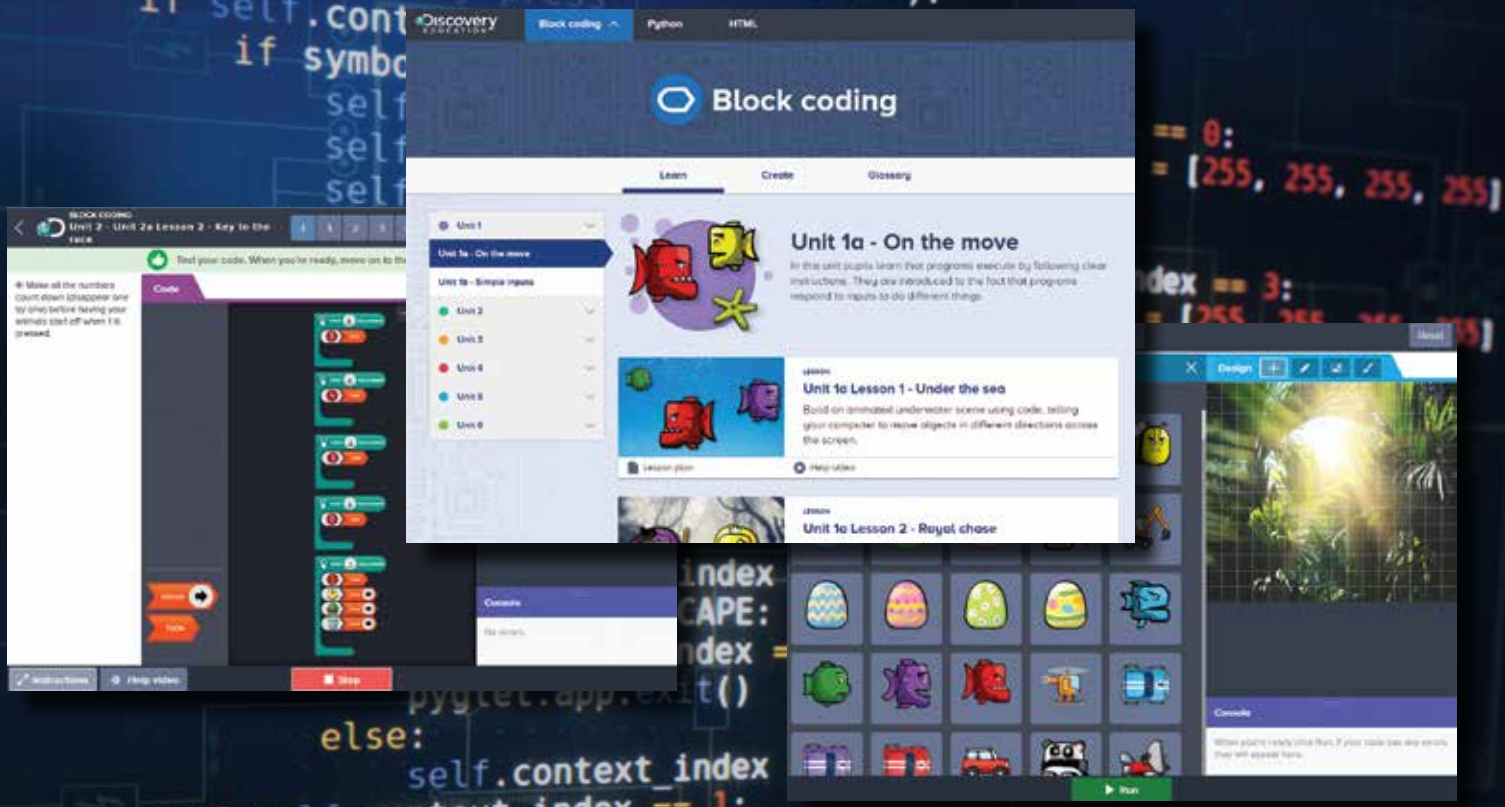 if self.cont
if symbo
self
self
self
== 0:
= [255, 255, 255, 255]
== 3:
= [255, 255, 255, 255]
index
CAPE:
pyglet.app.exit()
else:
self.context_index
== 1:
Discovery
EDUCATION
Block coding
Python
HTML
Block coding
Learn
Create
Glossary
Unit 1
Unit 1a - On the move
Unit 1b - Simple inputs
Unit 2
Unit 3
Unit 4
Unit 5
Unit 6
Unit 1a - On the move
In this unit pupils learn that programs execute by following clear
instructions. They are introduced to the fact that programs
respond to inputs to do different things.
LESSON
Unit 1a Lesson 1 - Under the sea
Build an animated underwater scene using code, telling
your computer to move objects in different directions across
the screen.
Lesson plan
Help video
LESSON
Unit 1a Lesson 2 - Royal chase
BLOCK CODING
Unit 2 - Unit 2a Lesson 2 - Key to the
race
Test your code. When you're ready, move on to the
Make all the numbers
count down (disappear one
by one) before having your
animals start off when 1 is
pressed.
Code
hide
Console
No errors.
Instructions
Help video
Stop
Reset
Design
Console
When you're ready click Run. If your code has any errors
they will appear here.
Run